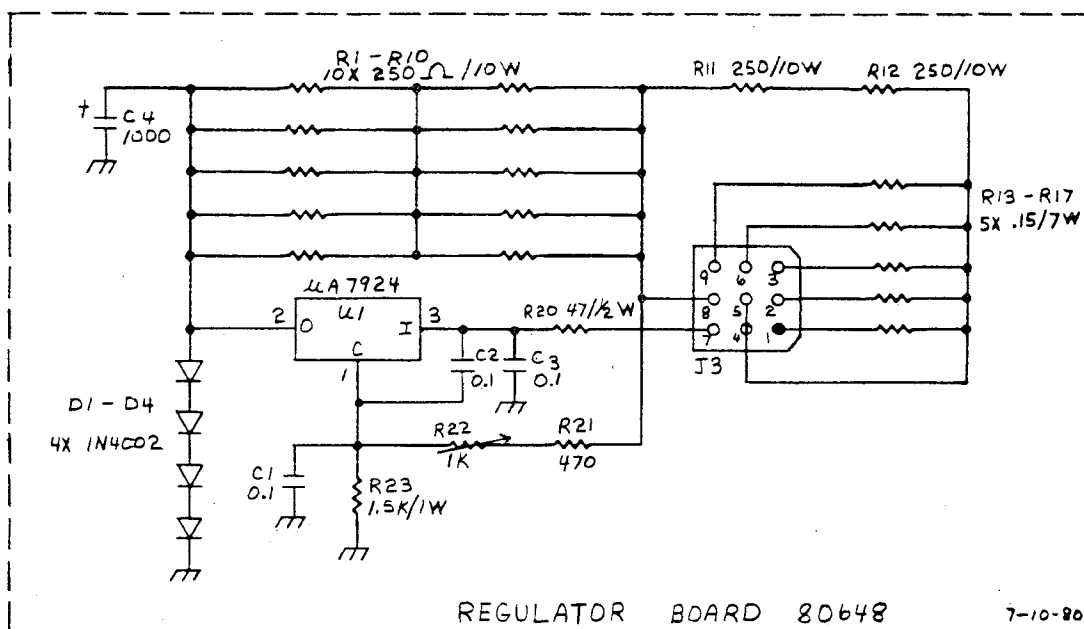 R1-R10
10X 250Ω/10W
R11 250/10W
R12 250/10W
+
C4
1000
R13-R17
5X .15/7W
µA7924
U1
2
O
I
3
C
1
R20 47/½W
9
6
3
8
5
2
7
4
1
J3
C2
0.1
C3
0.1
D1-D4
4X 1N4002
R22
1K
R21
470
C1
0.1
R23
1.5K/1W
REGULATOR BOARD 80648
7-10-80